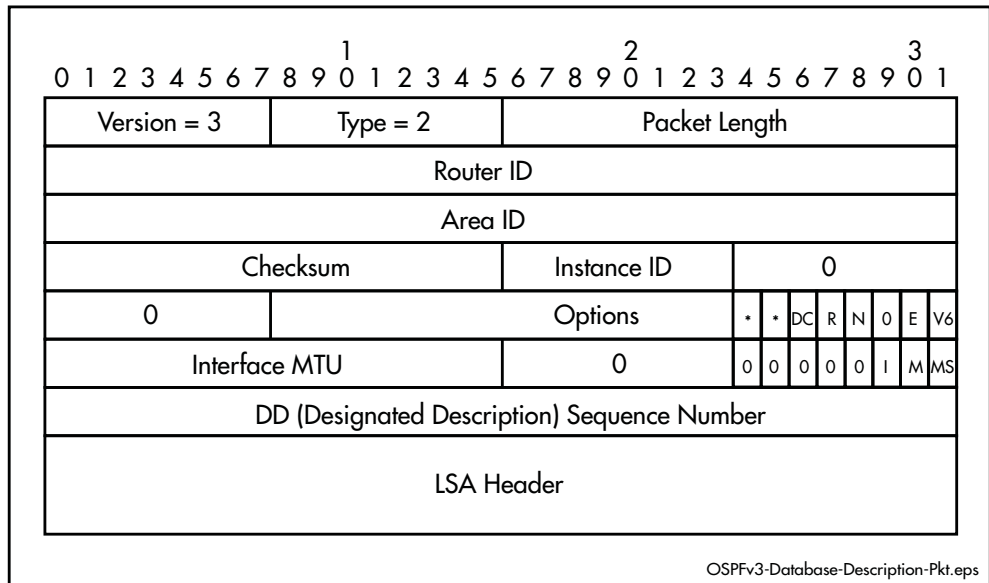 1 2 3
0 1 2 3 4 5 6 7 8 9 0 1 2 3 4 5 6 7 8 9 0 1 2 3 4 5 6 7 8 9 0 1
Version = 3 Type = 2 Packet Length
Router ID
Area ID
Checksum Instance ID 0
0 Options * * DC R N 0 E V6
Interface MTU 0 0 0 0 0 0 I M MS
DD (Designated Description) Sequence Number
LSA Header
OSPFv3-Database-Description-Pkt.eps